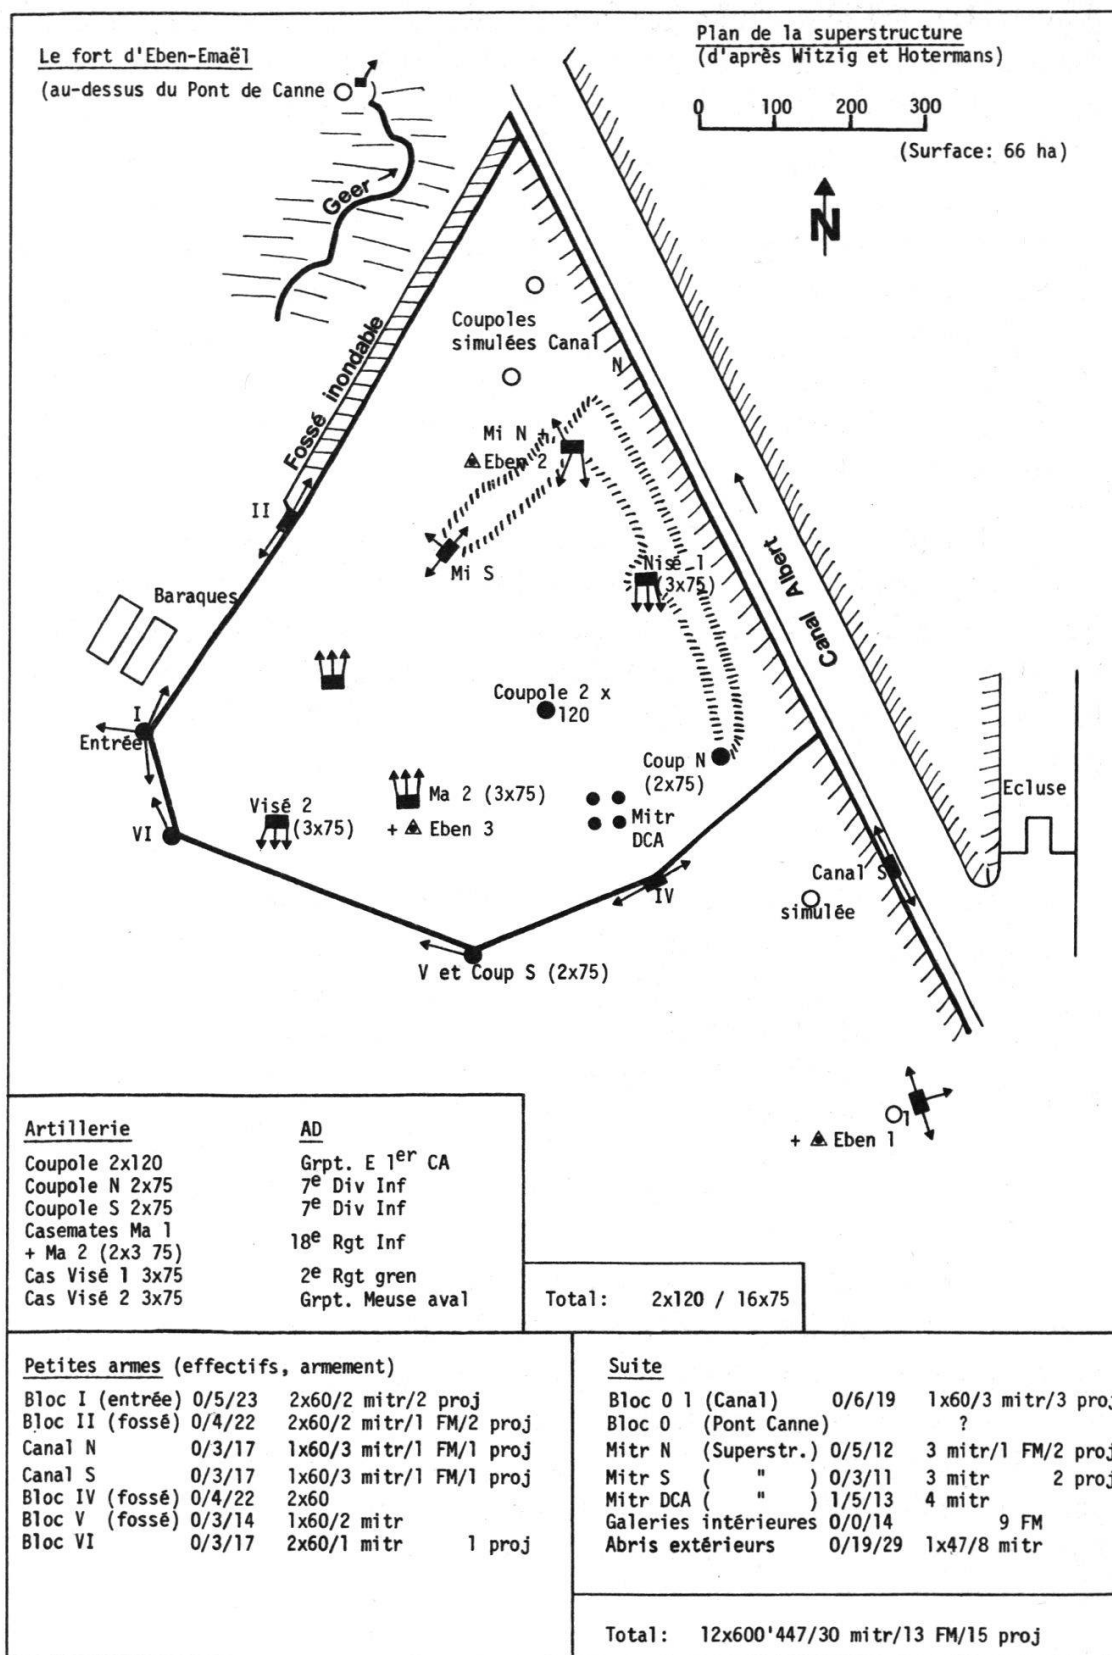 Le fort d'Eben-Emaël
(au-dessus du Pont de Canne
Plan de la superstructure
(d'après Witzig et Hotermans)
0 100 200 300
(Surface: 66 ha)
N
Geer
Fossé inondable
Coupoles
simulées Canal
N
Mi N +
Eben 2
II
Mi S
Nisé 1
(3x75)
Canal Albert
Baraques
Coupole 2 x
120
I
Entrée
Coup N
(2x75)
Ecluse
Visé 2
(3x75)
Ma 2 (3x75)
+ Eben 3
Mitr
DCA
VI
Canal S
IV
simulée
V et Coup S (2x75)
1
+ Eben 1
Artillerie AD
Coupole 2x120 Grpt. E 1er CA
Coupole N 2x75 7e Div Inf
Coupole S 2x75 7e Div Inf
Casemates Ma 1
+ Ma 2 (2x3 75) 18e Rgt Inf
Cas Visé 1 3x75 2e Rgt gren
Cas Visé 2 3x75 Grpt. Meuse aval
Total: 2x120 / 16x75
Petites armes (effectifs, armement)
Bloc I (entrée) 0/5/23 2x60/2 mitr/2 proj
Bloc II (fossé) 0/4/22 2x60/2 mitr/1 FM/2 proj
Canal N 0/3/17 1x60/3 mitr/1 FM/1 proj
Canal S 0/3/17 1x60/3 mitr/1 FM/1 proj
Bloc IV (fossé) 0/4/22 2x60
Bloc V (fossé) 0/3/14 1x60/2 mitr
Bloc VI 0/3/17 2x60/1 mitr 1 proj
Suite
Bloc O 1 (Canal) 0/6/19 1x60/3 mitr/3 proj
Bloc O (Pont Canne) ?
Mitr N (Superstr.) 0/5/12 3 mitr/1 FM/2 proj
Mitr S ( " ) 0/3/11 3 mitr 2 proj
Mitr DCA ( " ) 1/5/13 4 mitr
Galeries intérieures 0/0/14 9 FM
Abris extérieurs 0/19/29 1x47/8 mitr
Total: 12x600'447/30 mitr/13 FM/15 proj